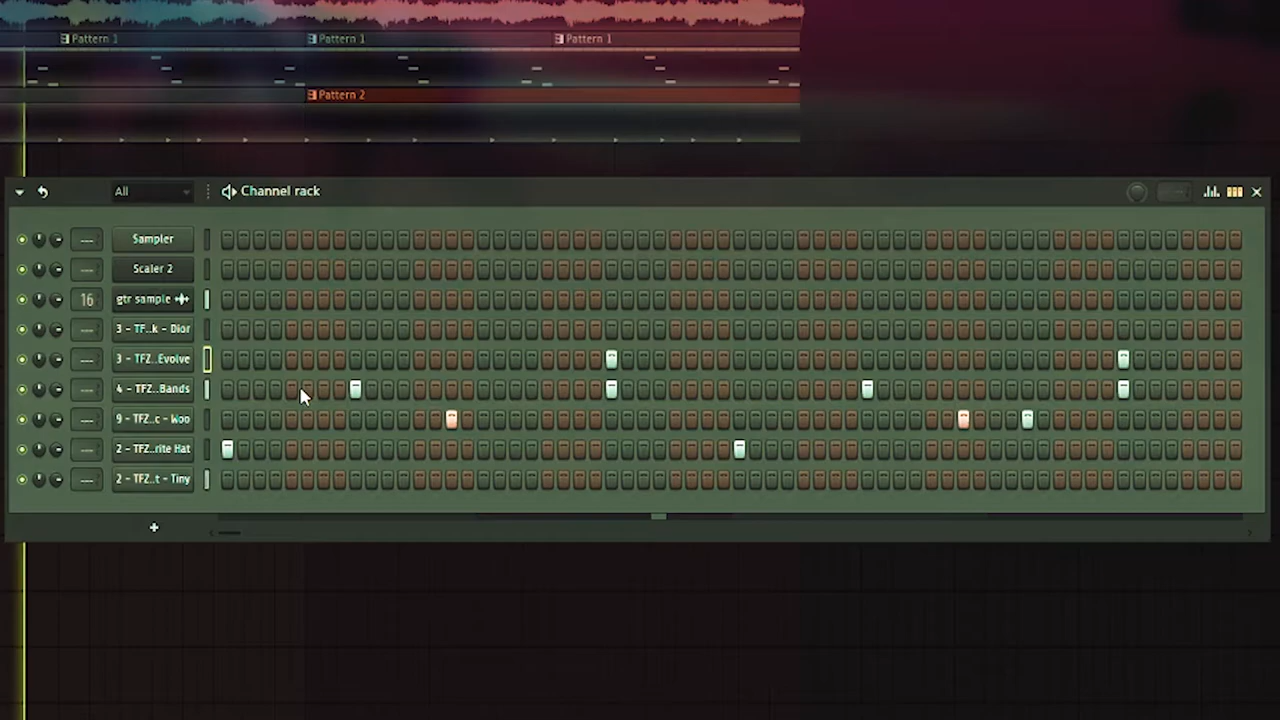 Pattern 1 Pattern 1 Pattern 1
Pattern 2
All Channel rack
--- Sampler
--- Scaler 2
16 gtr sample
--- 3 - TF..k - Dior
--- 3 - TFZ..Evolve
--- 4 - TFZ..Bands
--- 9 - TFZ..c - Woo
--- 2 - TFZ..rite Hat
--- 2 - TFZ..t - Tiny
+